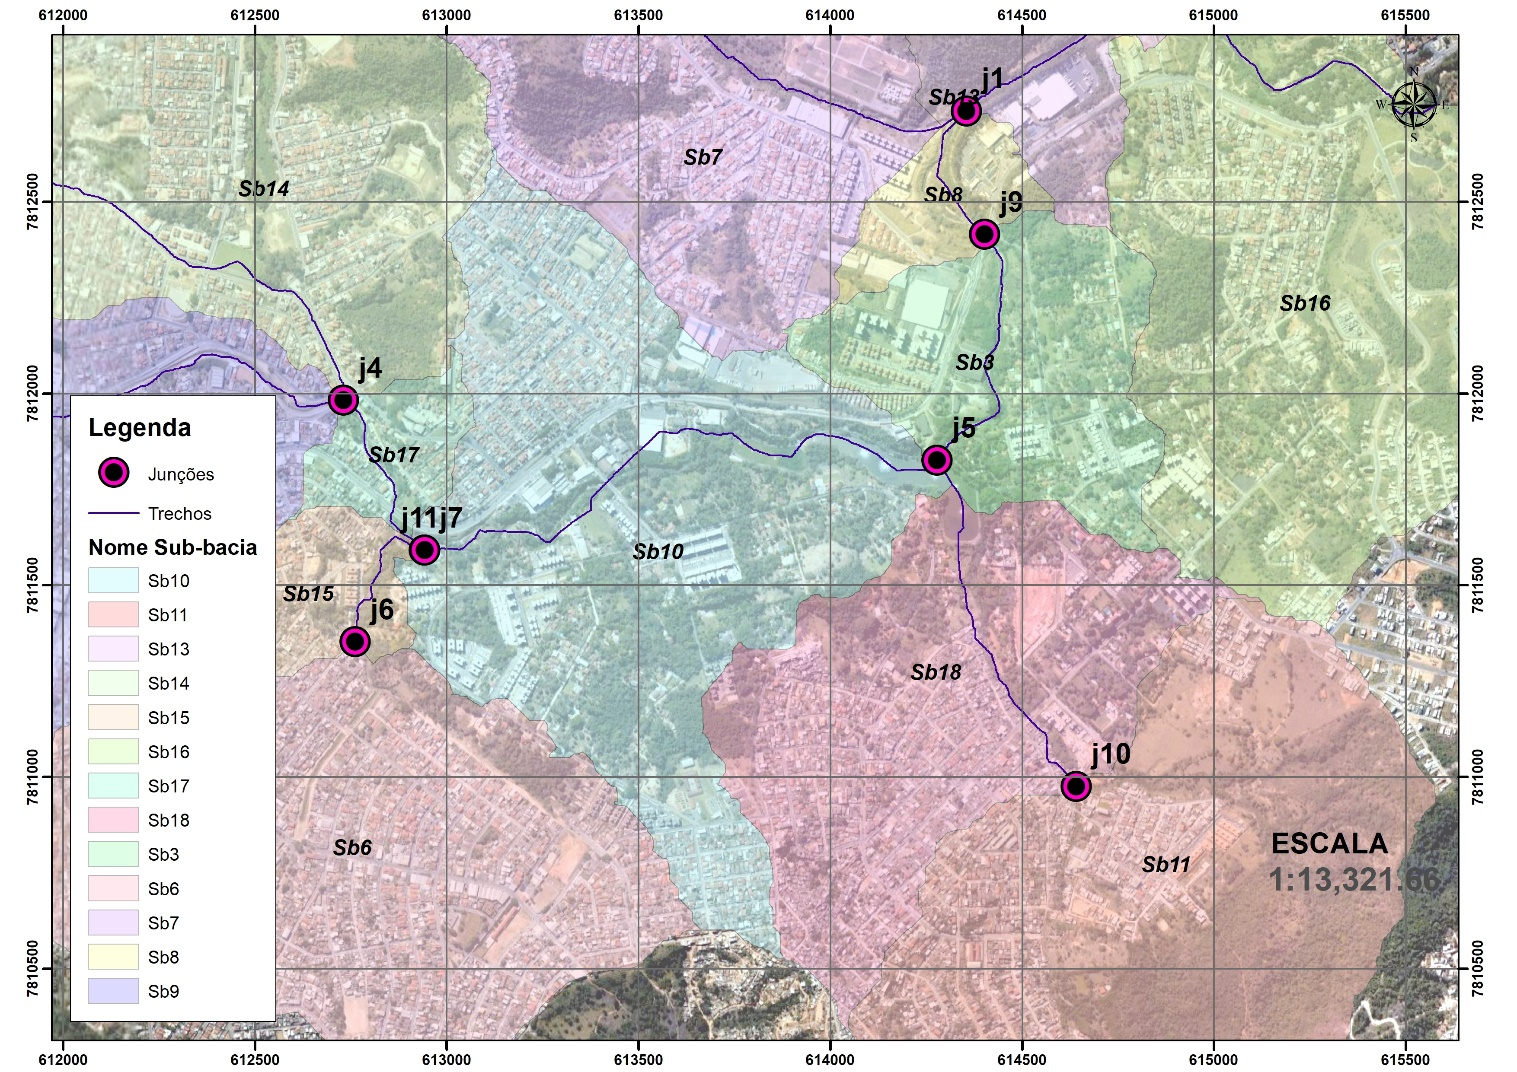 612000 612500 613000 613500 614000 614500 615000 615500
N
W E
S
j1
Sb13
Sb7
Sb14
Sb8
j9
7812500 7812500
Sb16
j4
Sb3
7812000 7812000
Legenda
j5
Sb17
Junções
Trechos
j11j7
Nome Sub-bacia
Sb10
Sb10
Sb15
7811500 7811500
j6
Sb11
Sb13
Sb18
Sb14
Sb15
Sb16
j10
7811000 7811000
Sb17
Sb18
Sb6
ESCALA
Sb3
Sb11
1:13,321.66
Sb6
Sb7
Sb8
7810500 7810500
Sb9
612000 612500 613000 613500 614000 614500 615000 615500